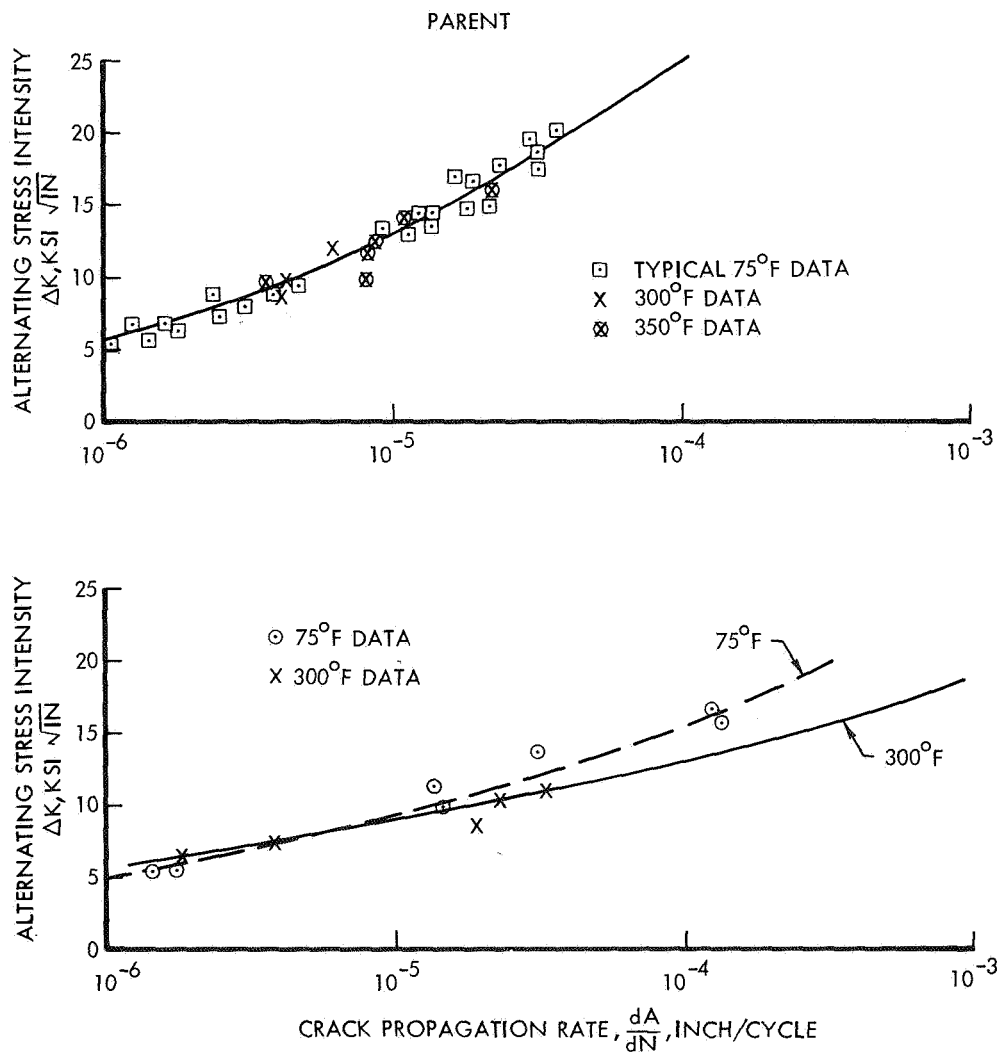 PARENT
ALTERNATING STRESS INTENSITY
ΔK, KSI √IN
25
20
15
10
5
0
⊡ TYPICAL 75°F DATA
X 300°F DATA
⊗ 350°F DATA
10⁻⁶ 10⁻⁵ 10⁻⁴ 10⁻³
ALTERNATING STRESS INTENSITY
ΔK, KSI √IN
25
20
15
10
5
0
⊙ 75°F DATA
X 300°F DATA
75°F
300°F
10⁻⁶ 10⁻⁵ 10⁻⁴ 10⁻³
CRACK PROPAGATION RATE, dA/dN, INCH/CYCLE